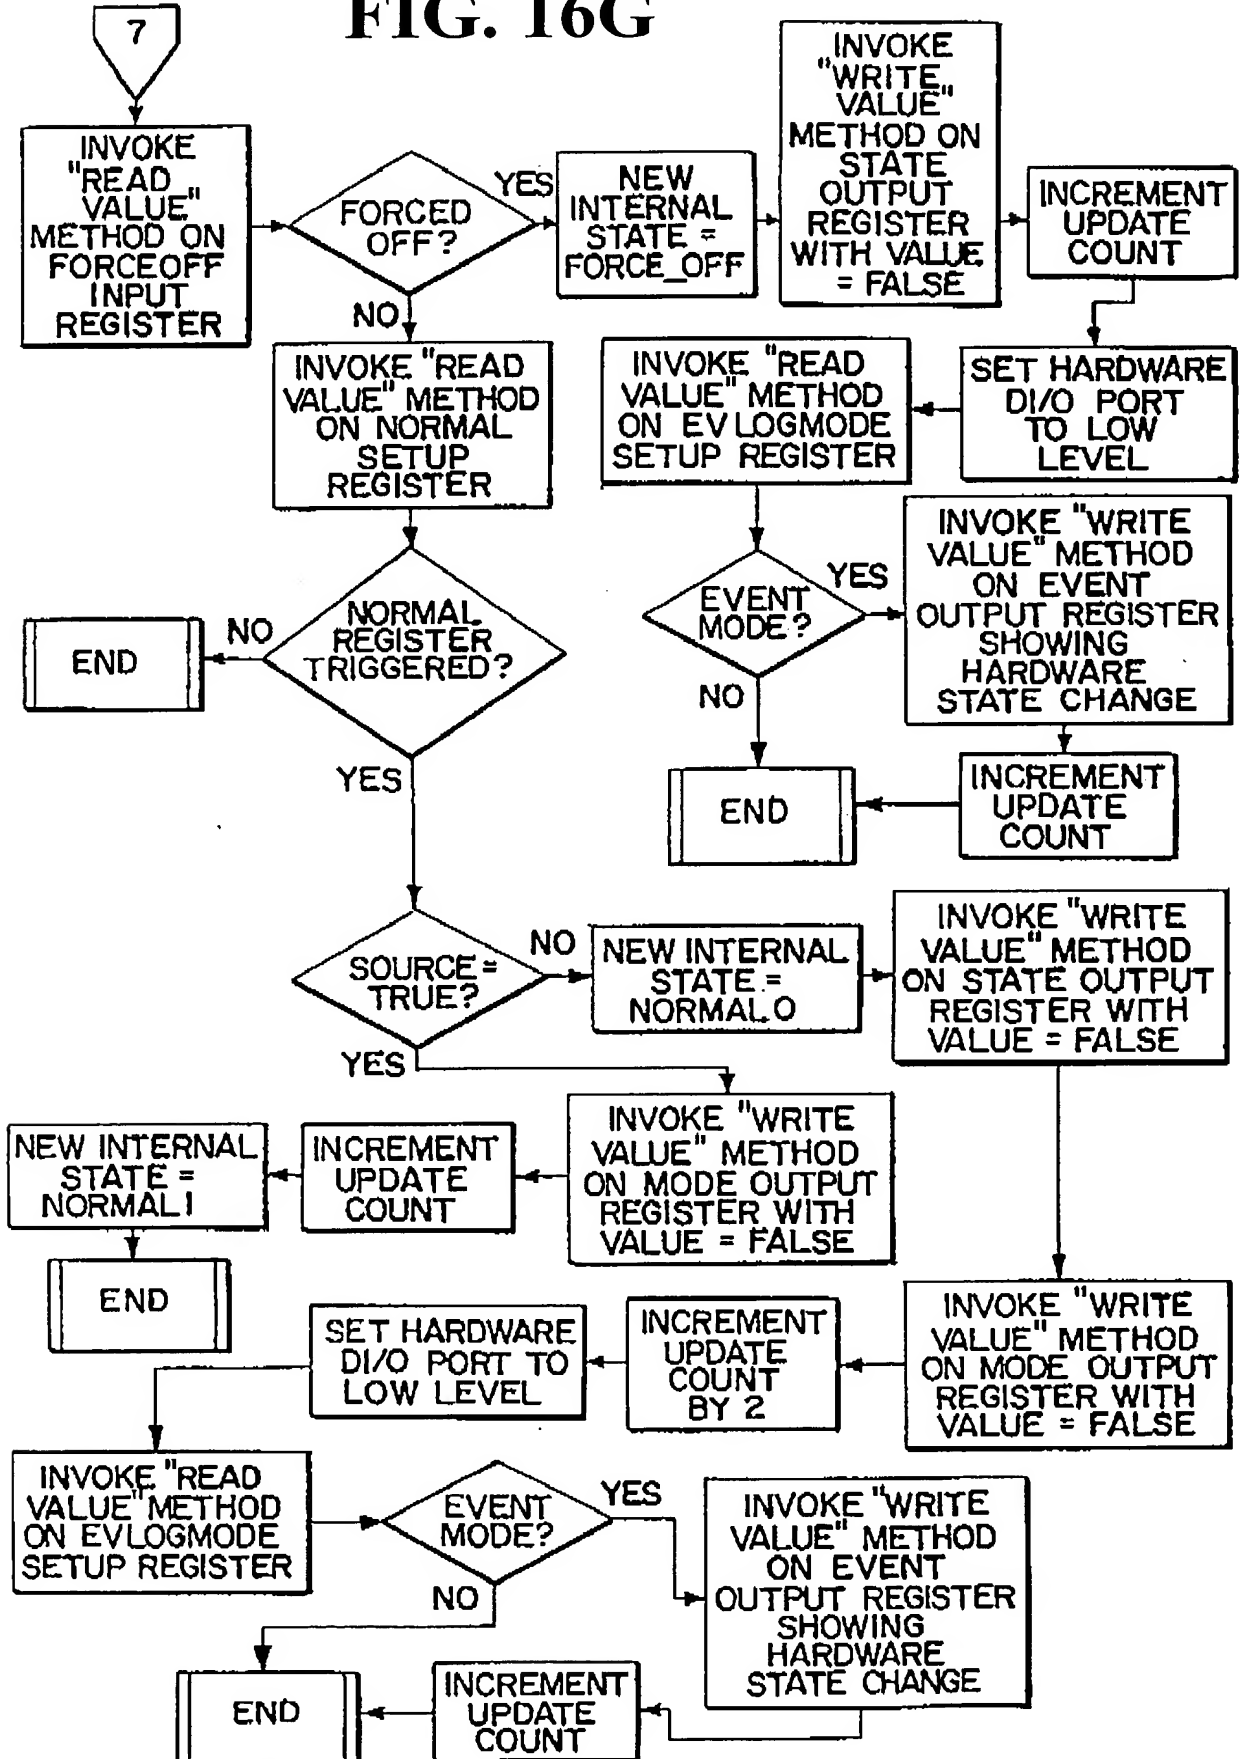 FIG. 16G
7
INVOKE
"READ
VALUE"
METHOD ON
FORCEOFF
INPUT
REGISTER
FORCED
OFF?
YES
NO
NEW
INTERNAL
STATE =
FORCE_OFF
INVOKE
"WRITE
VALUE"
METHOD ON
STATE
OUTPUT
REGISTER
WITH VALUE
= FALSE
INCREMENT
UPDATE
COUNT
SET HARDWARE
DI/O PORT
TO LOW
LEVEL
INVOKE "READ
VALUE" METHOD
ON EVLOGMODE
SETUP REGISTER
INVOKE "READ
VALUE" METHOD
ON NORMAL
SETUP
REGISTER
EVENT
MODE?
YES
NO
INVOKE "WRITE
VALUE" METHOD
ON EVENT
OUTPUT REGISTER
SHOWING
HARDWARE
STATE CHANGE
INCREMENT
UPDATE
COUNT
END
NORMAL
REGISTER
TRIGGERED?
NO
END
YES
SOURCE =
TRUE?
NO
YES
NEW INTERNAL
STATE =
NORMAL0
INVOKE "WRITE
VALUE" METHOD
ON STATE OUTPUT
REGISTER WITH
VALUE = FALSE
INVOKE "WRITE
VALUE" METHOD
ON MODE OUTPUT
REGISTER WITH
VALUE = FALSE
INCREMENT
UPDATE
COUNT
NEW INTERNAL
STATE =
NORMAL1
END
INVOKE "WRITE
VALUE" METHOD
ON MODE OUTPUT
REGISTER WITH
VALUE = FALSE
INCREMENT
UPDATE
COUNT
BY 2
SET HARDWARE
DI/O PORT TO
LOW LEVEL
INVOKE "READ
VALUE" METHOD
ON EVLOGMODE
SETUP REGISTER
EVENT
MODE?
YES
NO
INVOKE "WRITE
VALUE" METHOD
ON EVENT
OUTPUT REGISTER
SHOWING
HARDWARE
STATE CHANGE
INCREMENT
UPDATE
COUNT
END